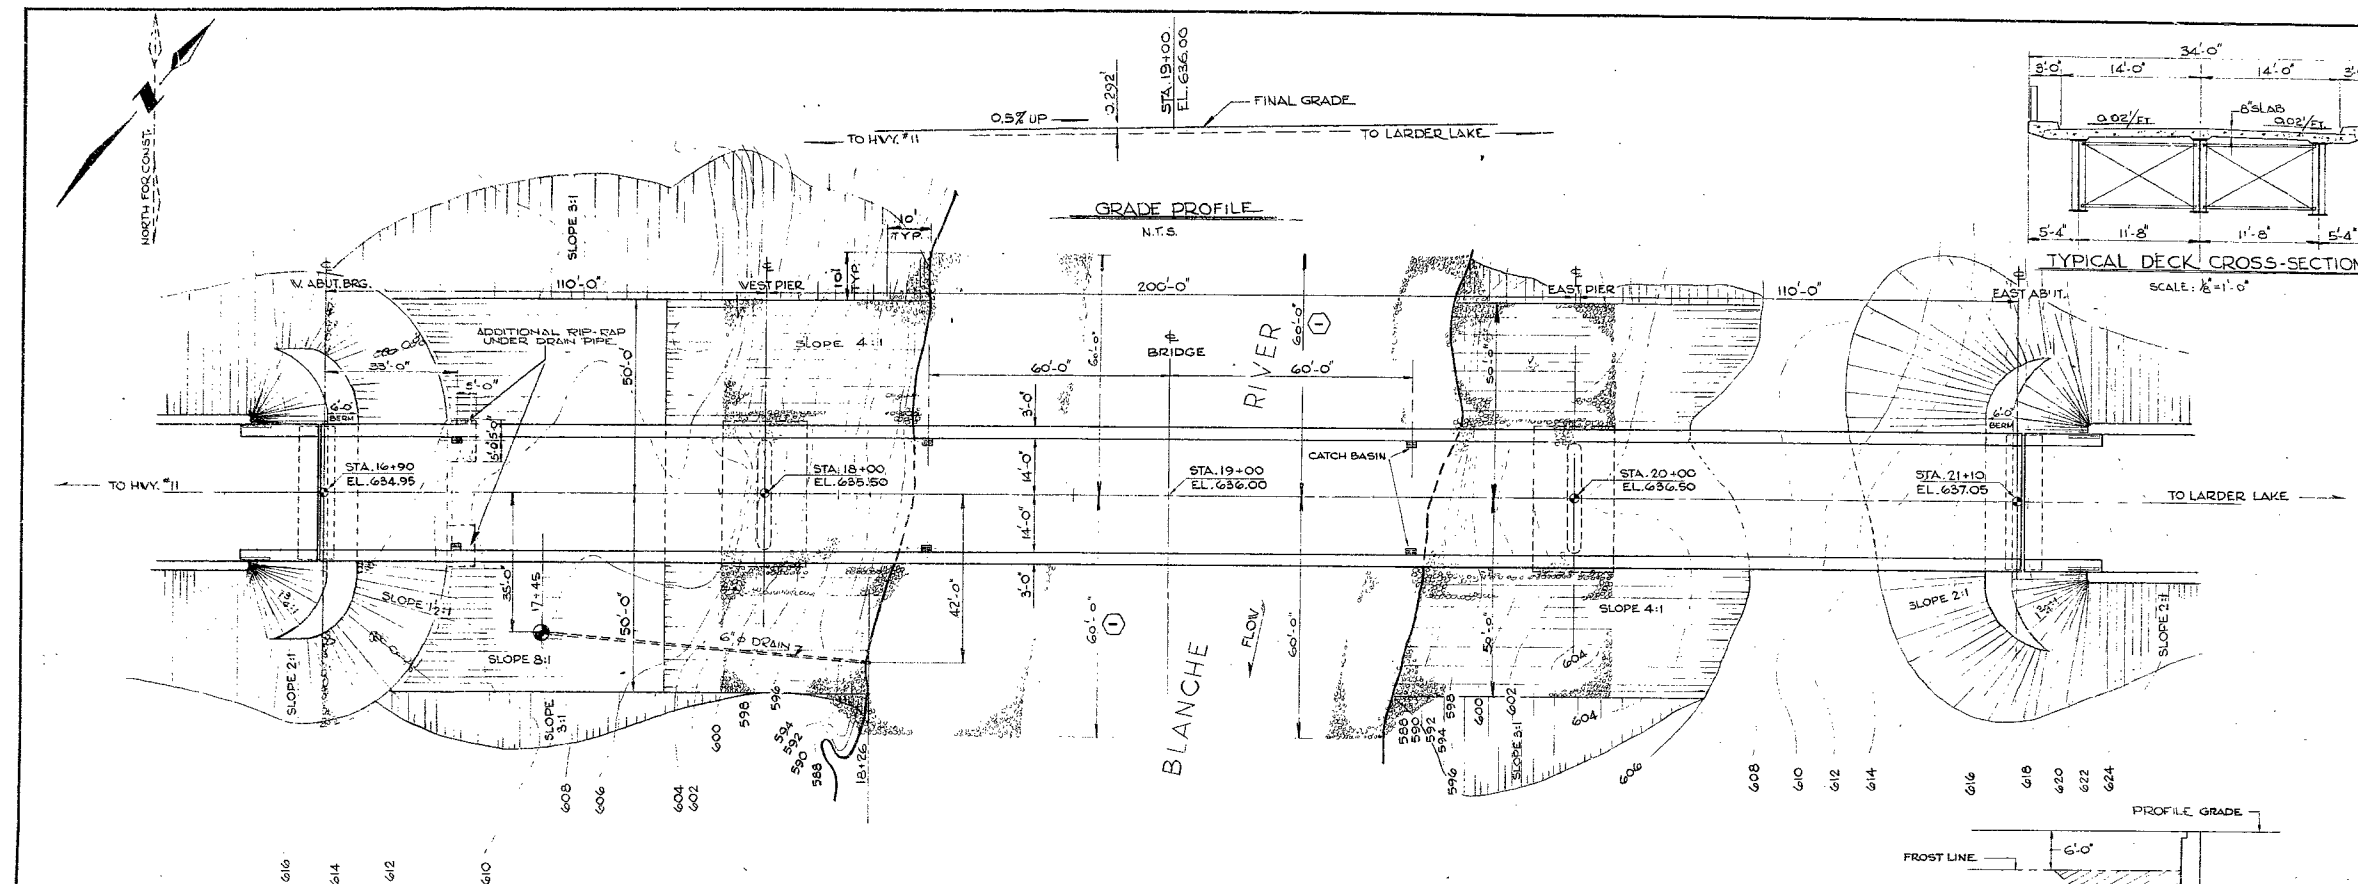 NORTH FOR CONST.
0.5% UP
0.292'
STA. 19+00
EL. 636.00
FINAL GRADE
TO HWY. #11
TO LARDER LAKE
GRADE PROFILE
N.T.S.
34'-0"
3'-0"
14'-0"
14'-0"
8" SLAB
0.02'/FT.
0.02'/FT.
5'-4"
11'-8"
11'-8"
5'-4"
TYPICAL DECK CROSS-SECTION
SCALE: 1/8"=1'-0"
SLOPE 3:1
10'
TYP.
10'
TYP.
W. ABUT. BRG.
110'-0"
WEST PIER
200'-0"
EAST PIER
110'-0"
EAST ABUT.
ADDITIONAL RIP-RAP
UNDER DRAIN PIPE
33'-0"
5'-0"
50'-0"
SLOPE 4:1
60'-0"
60'-0"
1
℄
BRIDGE
RIVER
60'-0"
60'-0"
50'-0"
6'-0"
BERM
5'-0"
5'-0"
3'-0"
6'-0"
BERM
CATCH BASIN
14'-0"
TO HWY. #11
STA. 16+90
EL. 634.95
STA. 18+00
EL. 635.50
STA. 19+00
EL. 636.00
STA. 20+00
EL. 636.50
STA. 21+10
EL. 637.05
TO LARDER LAKE
14'-0"
35'-0"
17+45
42'-0"
3'-0"
50'-0"
6" ϕ DRAIN
SLOPE 8:1
60'-0"
1
FLOW
60'-0"
50'-0"
SLOPE 4:1
604
SLOPE 2:1
SLOPE 2:1
SLOPE 2:1
SLOPE
3:1
BLANCHE
SLOPE 3:1
600
598
596
594
592
590
588
18+26
588
590
592
594
596
598
600
602
604
606
608
606
604
602
608
610
612
614
616
618
620
622
624
616
614
612
610
PROFILE GRADE
FROST LINE
6'-0"